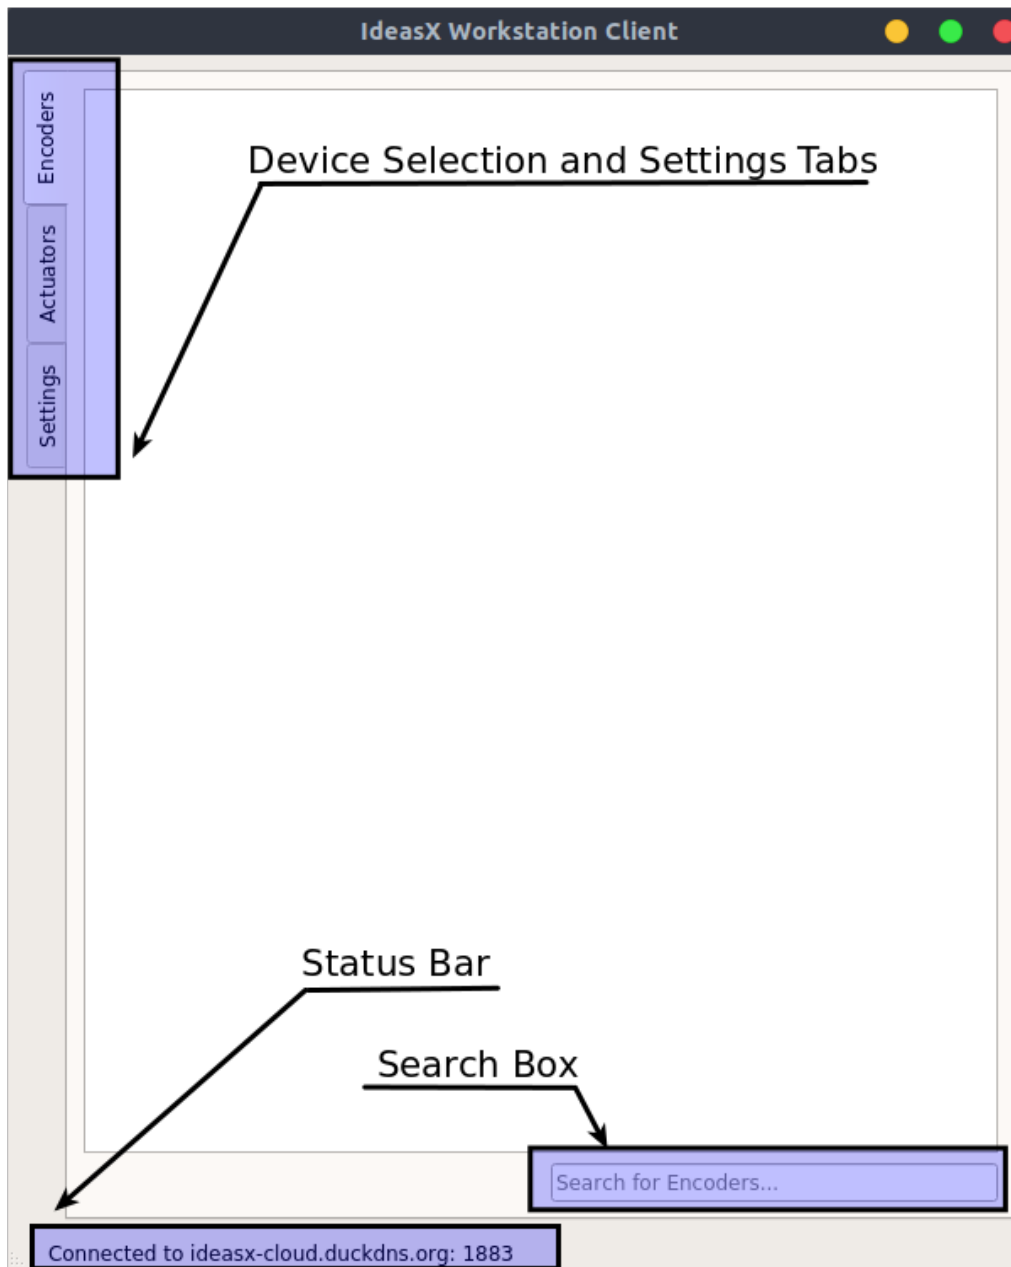 IdeasX Workstation Client
Encoders
Actuators
Settings
Device Selection and Settings Tabs
Status Bar
Search Box
Search for Encoders...
Connected to ideasx-cloud.duckdns.org: 1883